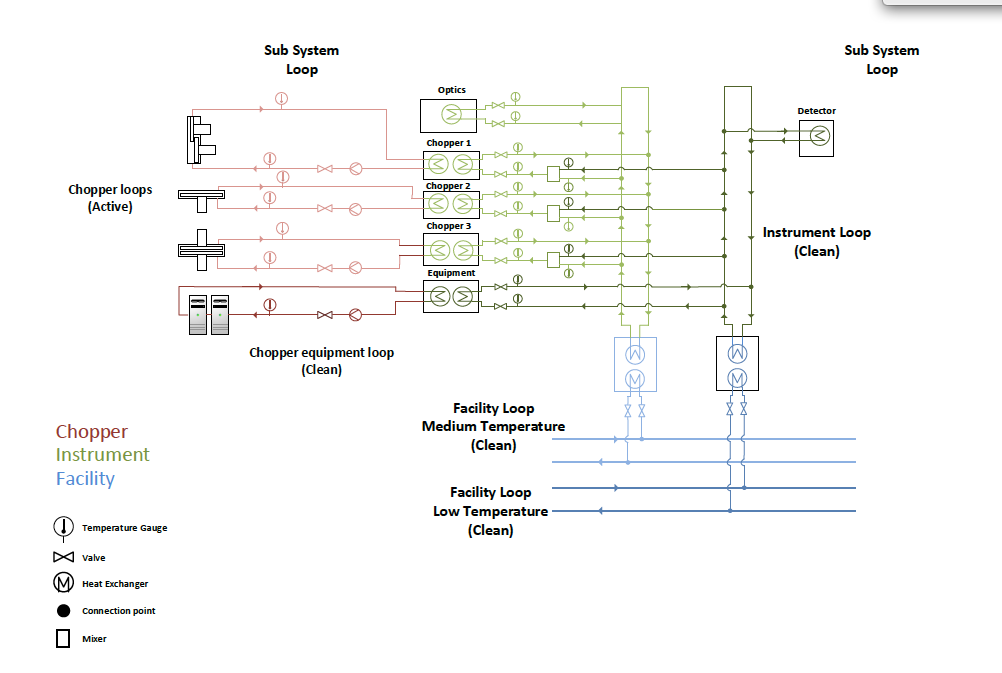 Sub System
Loop
Sub System
Loop
Optics
Detector
Chopper 1
Chopper loops
(Active)
Chopper 2
Chopper 3
Instrument Loop
(Clean)
Equipment
Chopper equipment loop
(Clean)
Facility Loop
Medium Temperature
(Clean)
Chopper
Instrument
Facility
Facility Loop
Low Temperature
(Clean)
Temperature Gauge
Valve
Heat Exchanger
Connection point
Mixer